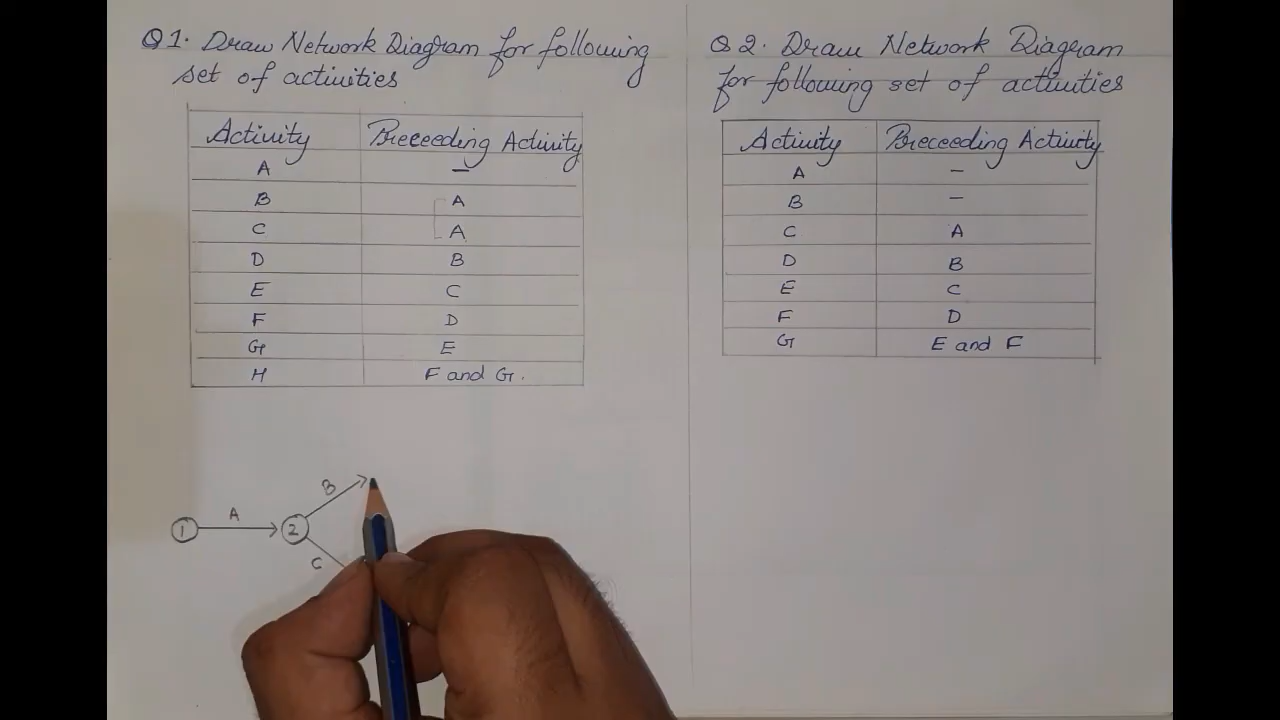 Q1. Draw Network Diagram for following
set of activities
Activity Preceeding Activity
A –
B A
C A
D B
E C
F D
G E
H F and G.
1 A 2 B
C
Q2. Draw Network Diagram
for following set of activities
Activity Preceeding Activity
A –
B –
C A
D B
E C
F D
G E and F